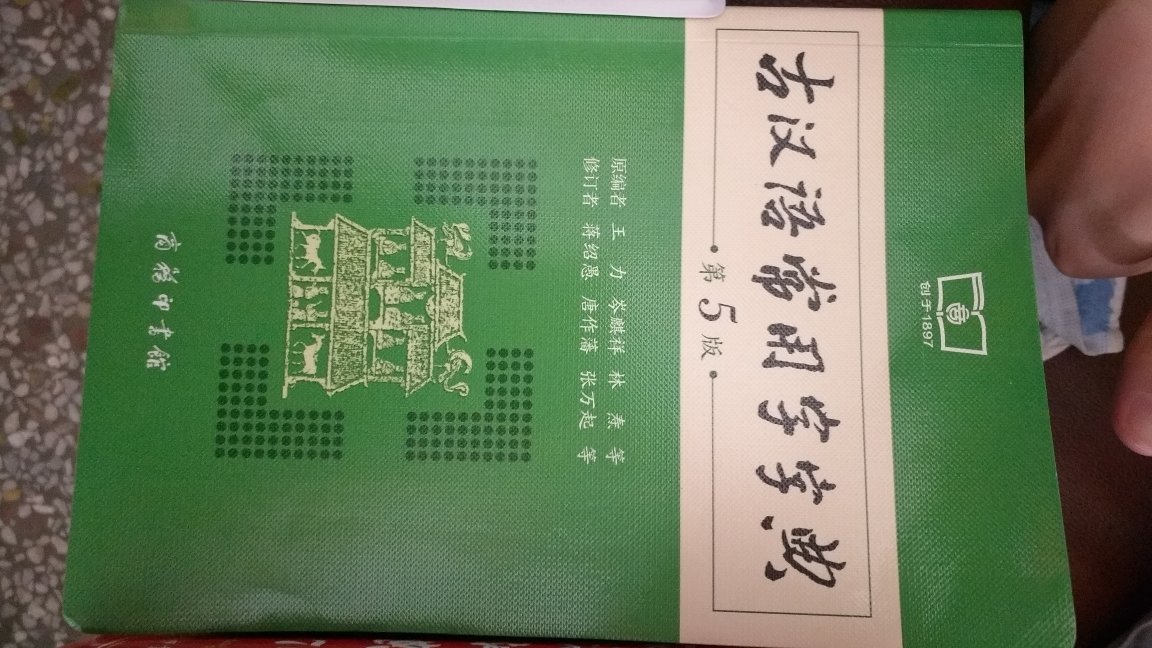 创于1897
古汉语常用字字典
第5版
原编者 王力 岑麒祥 林焘 等
修订者 蒋绍愚 唐作藩 张万起 等
商务印书馆